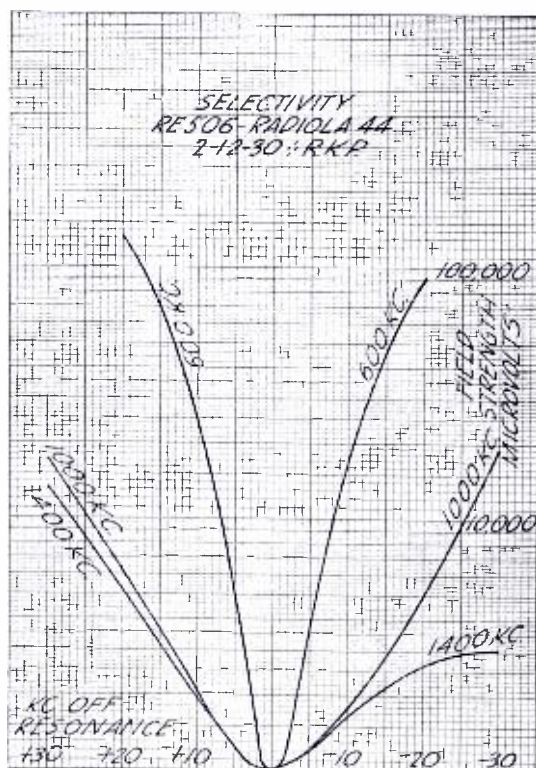 SELECTIVITY
RE506-RADIOLA 44
2-12-30 : RKP
100,000
600 KC
600 KC
FIELD
STRENGTH
MICROVOLTS
1000 KC
1000 KC
1400 KC
10,000
1400 KC
KC OFF
RESONANCE
+30 +20 +10 -10 -20 -30